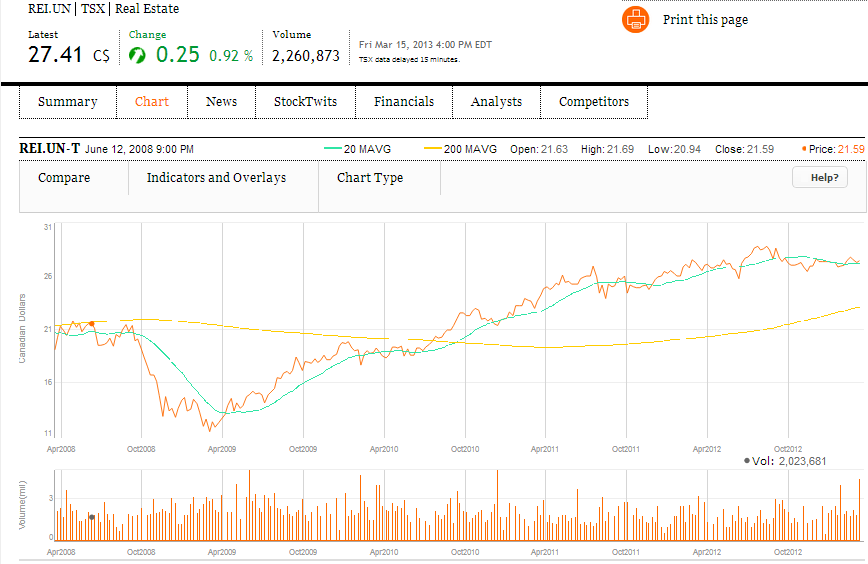 REI.UN | TSX | Real Estate
Print this page
Latest Change Volume
27.41 C$ 0.25 0.92 % 2,260,873
Fri Mar 15, 2013 4:00 PM EDT
TSX data delayed 15 minutes.
Summary Chart News StockTwits Financials Analysts Competitors
REI.UN-T June 12, 2008 9:00 PM 20 MAVG 200 MAVG Open: 21.63 High: 21.69 Low: 20.94 Close: 21.59 Price: 21.59
Compare Indicators and Overlays Chart Type Help?
31
26
21
16
11
Canadian Dollars
Apr2008 Oct2008 Apr2009 Oct2009 Apr2010 Oct2010 Apr2011 Oct2011 Apr2012 Oct2012
Vol: 2,023,681
3
0
Volume(mil)
Apr2008 Oct2008 Apr2009 Oct2009 Apr2010 Oct2010 Apr2011 Oct2011 Apr2012 Oct2012